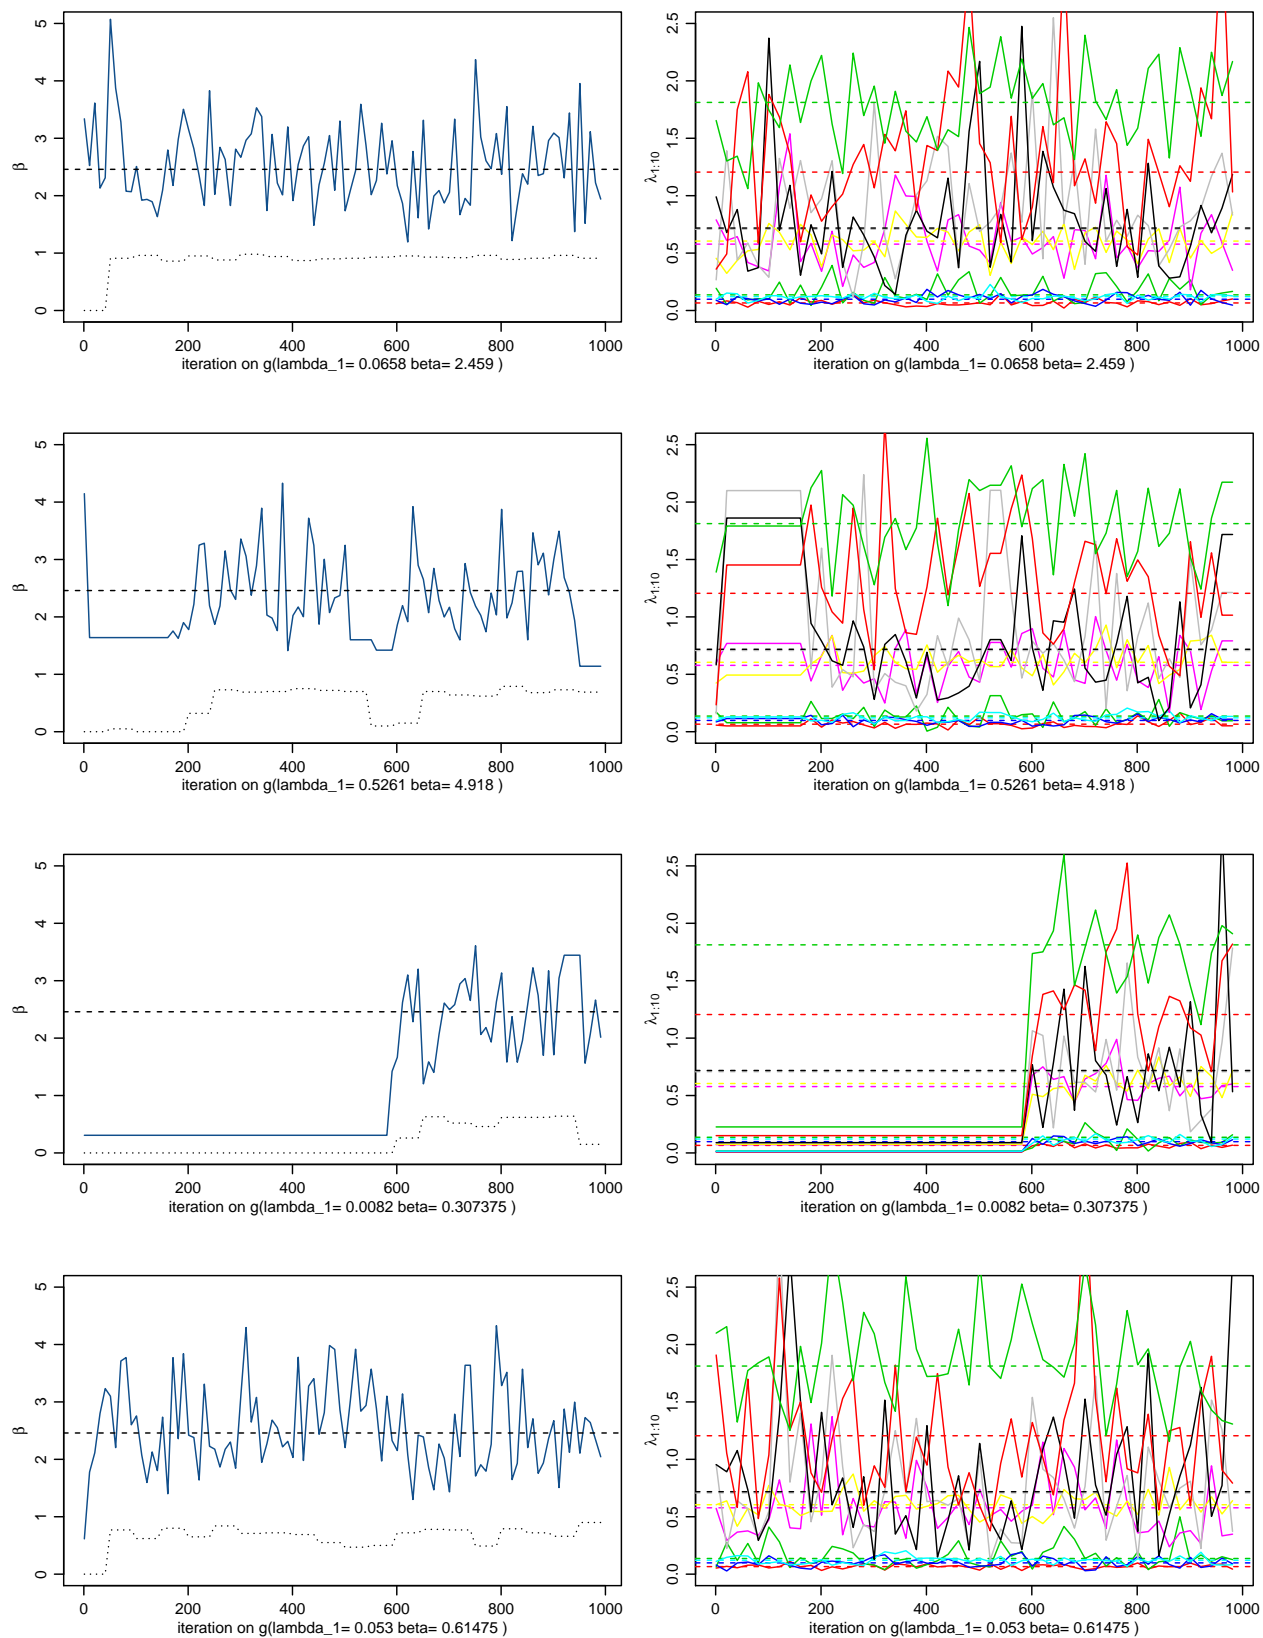 0 1 2 3 4 5
β
0 200 400 600 800 1000
iteration on g(lambda_1= 0.0658 beta= 2.459 )
0.0 0.5 1.0 1.5 2.0 2.5
λ1:10
0 200 400 600 800 1000
iteration on g(lambda_1= 0.0658 beta= 2.459 )
0 1 2 3 4 5
β
0 200 400 600 800 1000
iteration on g(lambda_1= 0.5261 beta= 4.918 )
0.0 0.5 1.0 1.5 2.0 2.5
λ1:10
0 200 400 600 800 1000
iteration on g(lambda_1= 0.5261 beta= 4.918 )
0 1 2 3 4 5
β
0 200 400 600 800 1000
iteration on g(lambda_1= 0.0082 beta= 0.307375 )
0.0 0.5 1.0 1.5 2.0 2.5
λ1:10
0 200 400 600 800 1000
iteration on g(lambda_1= 0.0082 beta= 0.307375 )
0 1 2 3 4 5
β
0 200 400 600 800 1000
iteration on g(lambda_1= 0.053 beta= 0.61475 )
0.0 0.5 1.0 1.5 2.0 2.5
λ1:10
0 200 400 600 800 1000
iteration on g(lambda_1= 0.053 beta= 0.61475 )